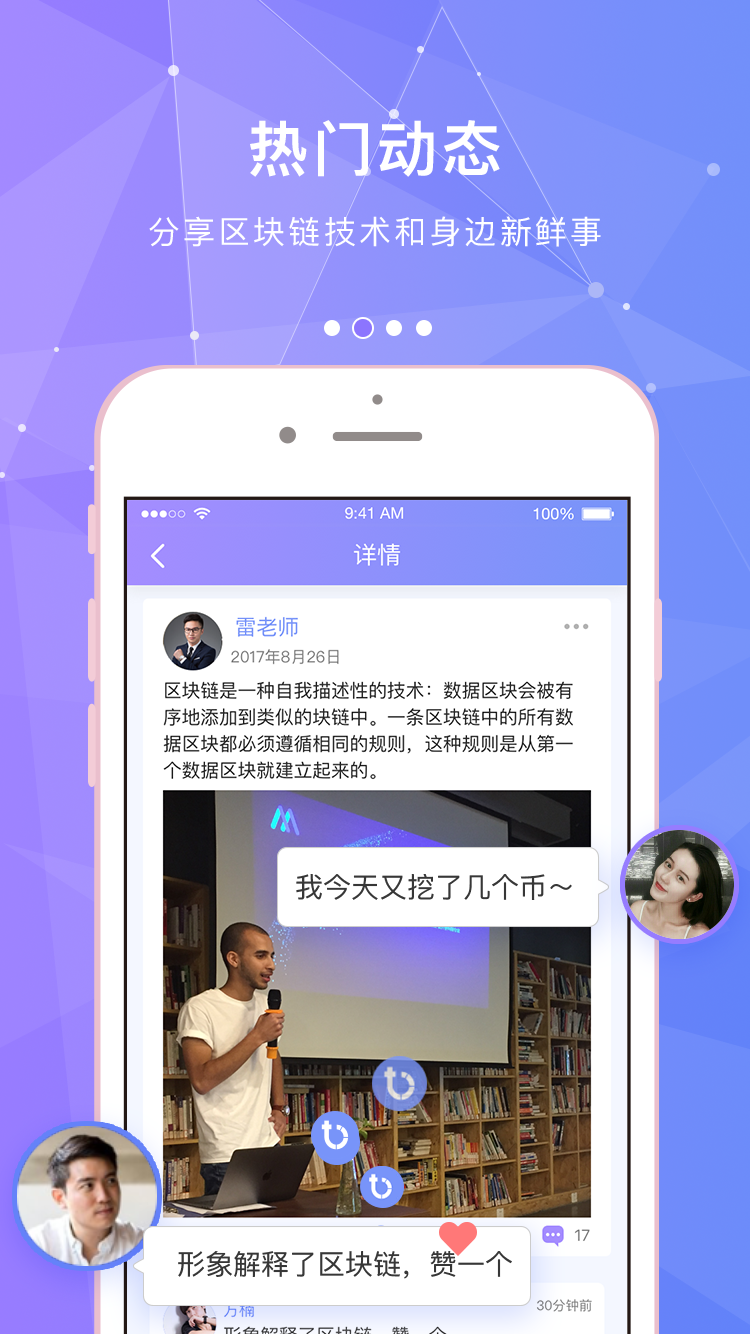 热门动态
分享区块链技术和身边新鲜事
9:41 AM
100%
详情
雷老师
2017年8月26日
区块链是一种自我描述性的技术：数据区块会被有
序地添加到类似的块链中。一条区块链中的所有数
据区块都必须遵循相同的规则，这种规则是从第一
个数据区块就建立起来的。
我今天又挖了几个币～
17
形象解释了区块链，赞一个
方楠
30分钟前
形象解释了区块链，赞一个